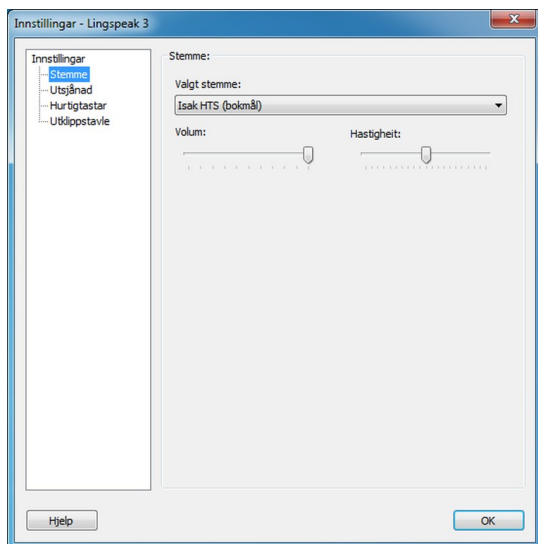 Innstillingar - Lingspeak 3
Innstillingar
Stemme
Utsjånad
Hurtigtastar
Utklippstavle
Stemme:
Valgt stemme:
Isak HTS (bokmål)
Volum:
Hastigheit:
Hjelp
OK